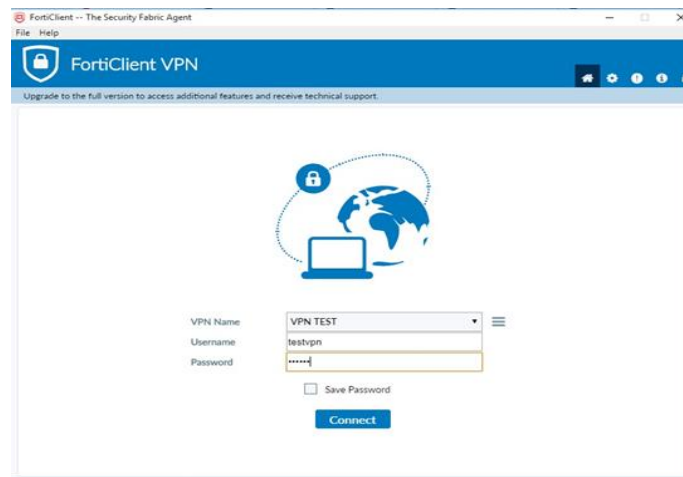 FortiClient -- The Security Fabric Agent
File Help
FortiClient VPN
Upgrade to the full version to access additional features and receive technical support.
VPN Name VPN TEST
Username testvpn
Password ••••••
Save Password
Connect